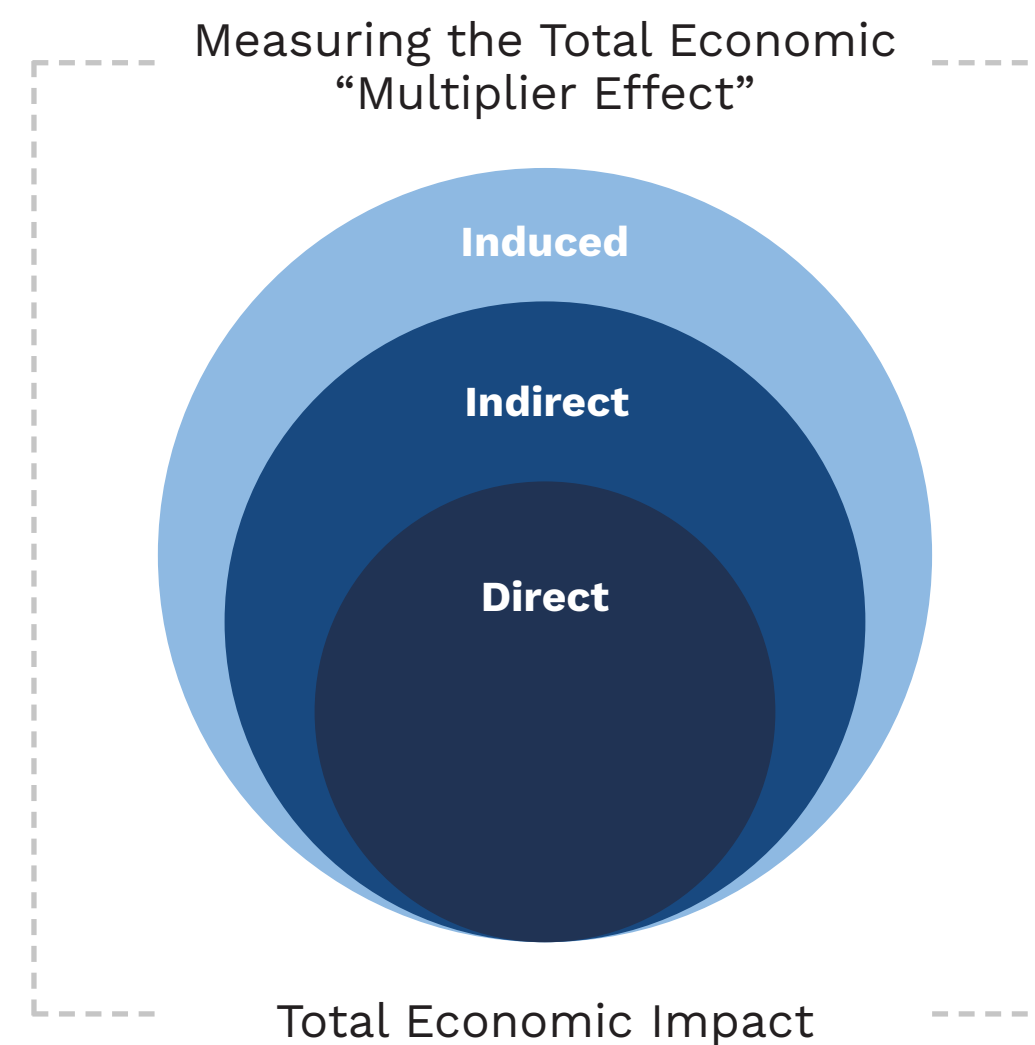 Measuring the Total Economic
“Multiplier Effect”
Induced
Indirect
Direct
Total Economic Impact